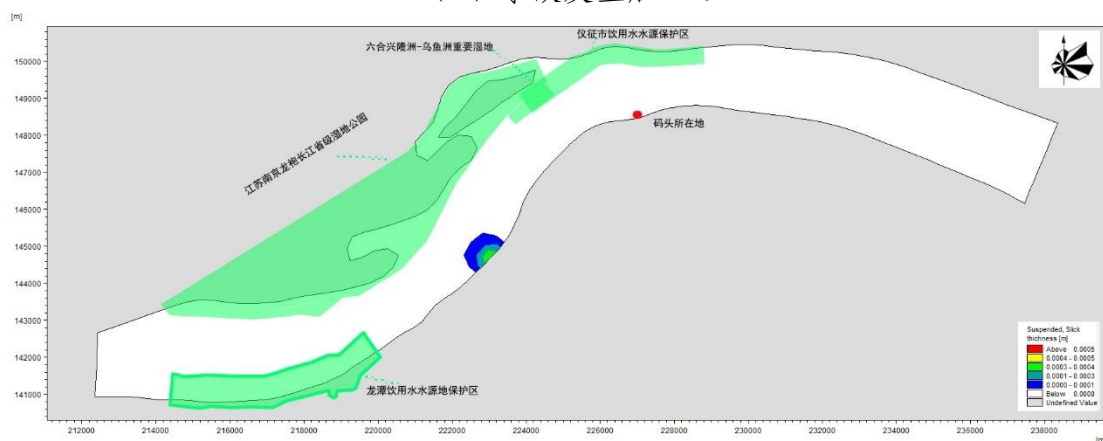 [m]
仪征市饮用水水源保护区
六合兴隆洲-乌鱼洲重要湿地
码头所在地
江苏南京龙袍长江省级湿地公园
龙潭饮用水水源地保护区
150000
149000
148000
147000
146000
145000
144000
143000
142000
141000
Suspended, Slick
thichness [m]
Above 0.0005
0.0004 - 0.0005
0.0003 - 0.0004
0.0001 - 0.0003
0.0000 - 0.0001
Below 0.0000
Undefined Value
212000 214000 216000 218000 220000 222000 224000 226000 228000 230000 232000 234000 236000 238000